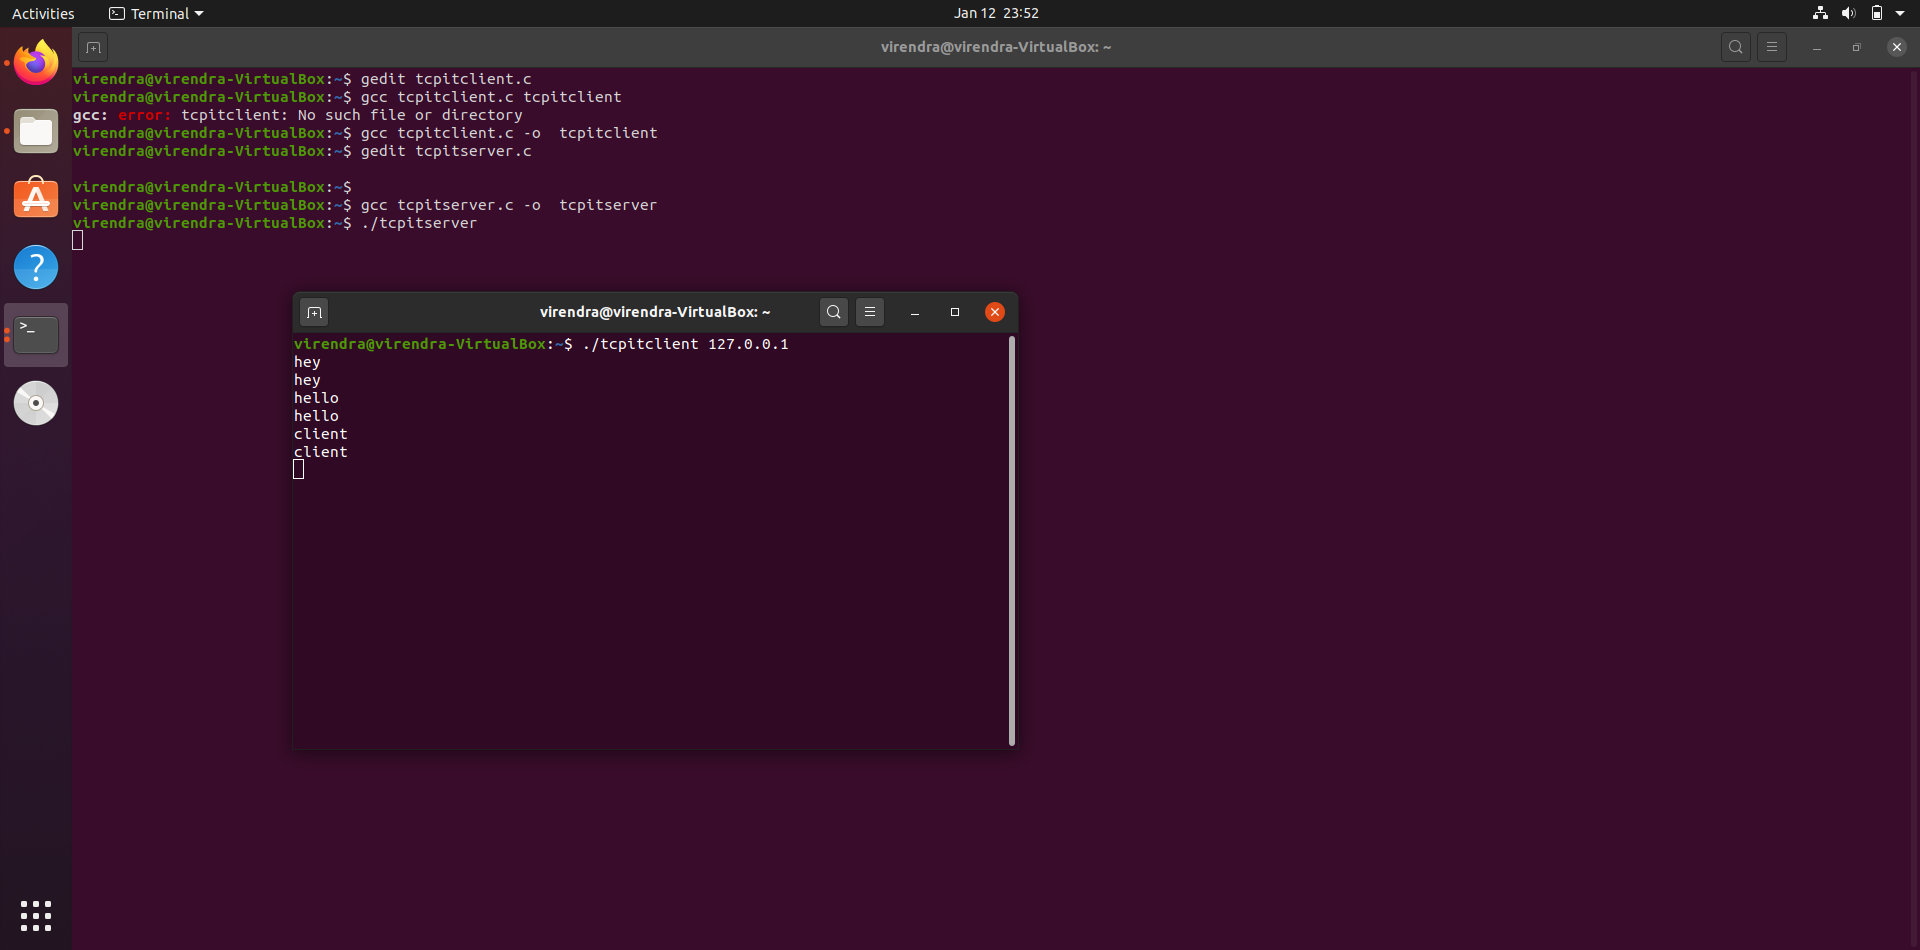 Activities Terminal Jan 12 23:52
virendra@virendra-VirtualBox: ~
virendra@virendra-VirtualBox:~$ gedit tcpitclient.c
virendra@virendra-VirtualBox:~$ gcc tcpitclient.c tcpitclient
gcc: error: tcpitclient: No such file or directory
virendra@virendra-VirtualBox:~$ gcc tcpitclient.c -o  tcpitclient
virendra@virendra-VirtualBox:~$ gedit tcpitserver.c
virendra@virendra-VirtualBox:~$
virendra@virendra-VirtualBox:~$ gcc tcpitserver.c -o  tcpitserver
virendra@virendra-VirtualBox:~$ ./tcpitserver
virendra@virendra-VirtualBox: ~
virendra@virendra-VirtualBox:~$ ./tcpitclient 127.0.0.1
hey
hey
hello
hello
client
client